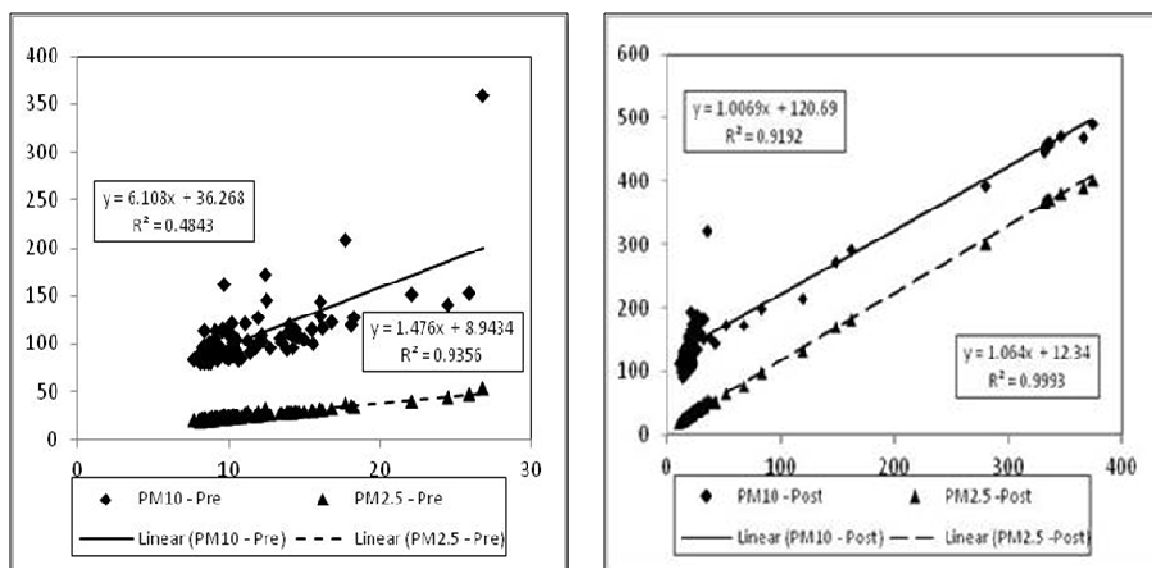 400
350
300
250
200
150
100
50
0
0
10
20
30
y = 6.108x + 36.268
R² = 0.4843
y = 1.476x + 8.9434
R² = 0.9356
PM10 - Pre
PM2.5 - Pre
Linear (PM10 - Pre)
Linear (PM2.5 - Pre)
600
500
400
300
200
100
0
0
100
200
300
400
y = 1.0069x + 120.69
R² = 0.9192
y = 1.064x + 12.34
R² = 0.9993
PM10 -Post
PM2.5 -Post
Linear (PM10 - Post)
Linear (PM2.5 -Post)